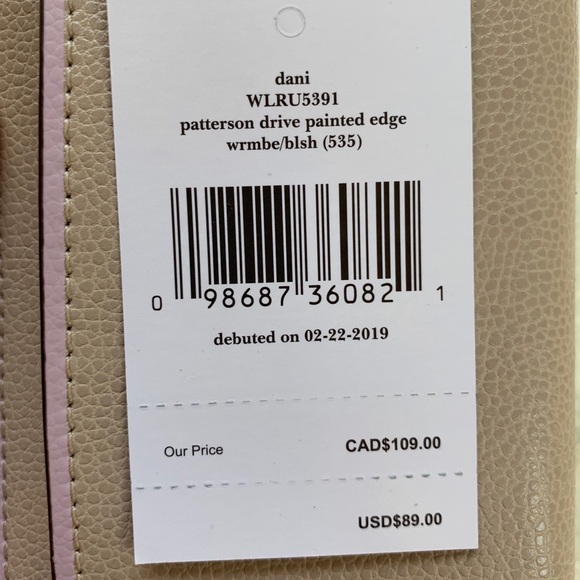 dani
WLRU5391
patterson drive painted edge
wrmbe/blsh (535)
0 98687 36082 1
debuted on 02-22-2019
Our Price CAD$109.00
USD$89.00